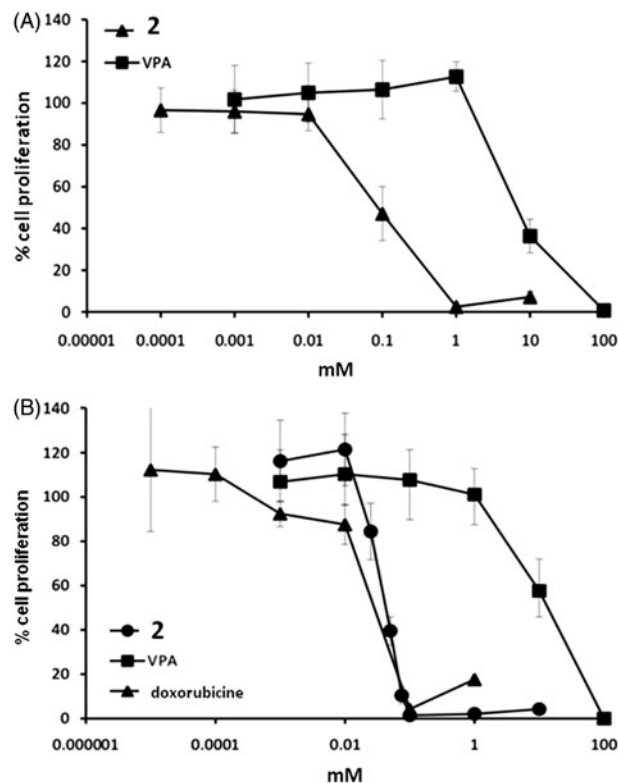 (A)
140
120
100
80
60
40
20
0
% cell proliferation
2
VPA
0.00001 0.0001 0.001 0.01 0.1 1 10 100
mM
(B)
140
120
100
80
60
40
20
0
% cell proliferation
2
VPA
doxorubicine
0.000001 0.0001 0.01 1 100
mM